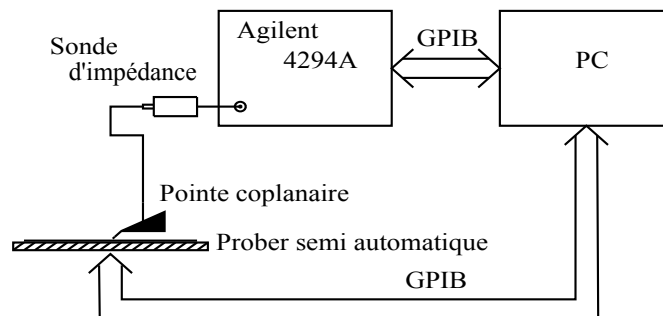 Sonde
d'impédance
Agilent
4294A
GPIB
PC
Pointe coplanaire
Prober semi automatique
GPIB